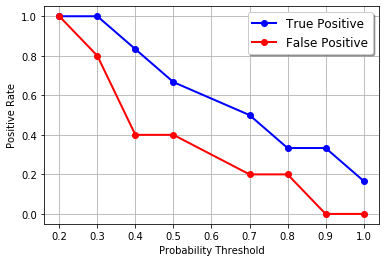 True Positive
False Positive
Positive Rate
1.0
0.8
0.6
0.4
0.2
0.0
0.2 0.3 0.4 0.5 0.6 0.7 0.8 0.9 1.0
Probability Threshold